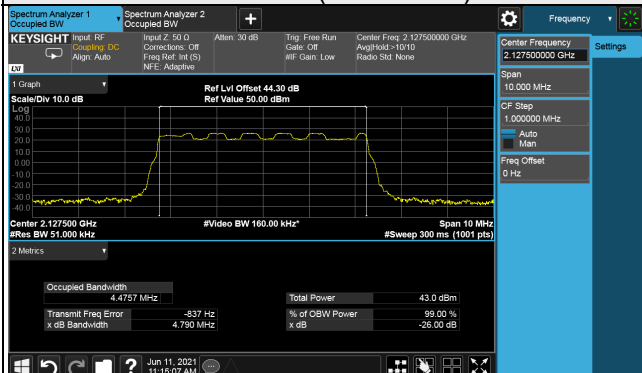 Spectrum Analyzer 1
Occupied BW
Spectrum Analyzer 2
Occupied BW
+
Frequency
KEYSIGHT
LXI
Input: RF
Coupling: DC
Align: Auto
Input Z: 50 Ω
Corrections: Off
Freq Ref: Int (S)
NFE: Adaptive
Atten: 30 dB
Trig: Free Run
Gate: Off
#IF Gain: Low
Center Freq: 2.127500000 GHz
Avg|Hold:>10/10
Radio Std: None
Center Frequency
2.127500000 GHz
Settings
Span
10.000 MHz
CF Step
1.000000 MHz
Auto
Man
Freq Offset
0 Hz
1 Graph
Scale/Div 10.0 dB
Ref Lvl Offset 44.30 dB
Ref Value 50.00 dBm
Log
40.0
30.0
20.0
10.0
0.00
-10.0
-20.0
-30.0
-40.0
Center 2.127500 GHz
#Video BW 160.00 kHz*
Span 10 MHz
#Res BW 51.000 kHz
#Sweep 300 ms (1001 pts)
2 Metrics
Occupied Bandwidth
4.4757 MHz
Total Power 43.0 dBm
Transmit Freq Error -837 Hz
% of OBW Power 99.00 %
x dB Bandwidth 4.790 MHz
x dB -26.00 dB
?
Jun 11, 2021
11:15:07 AM